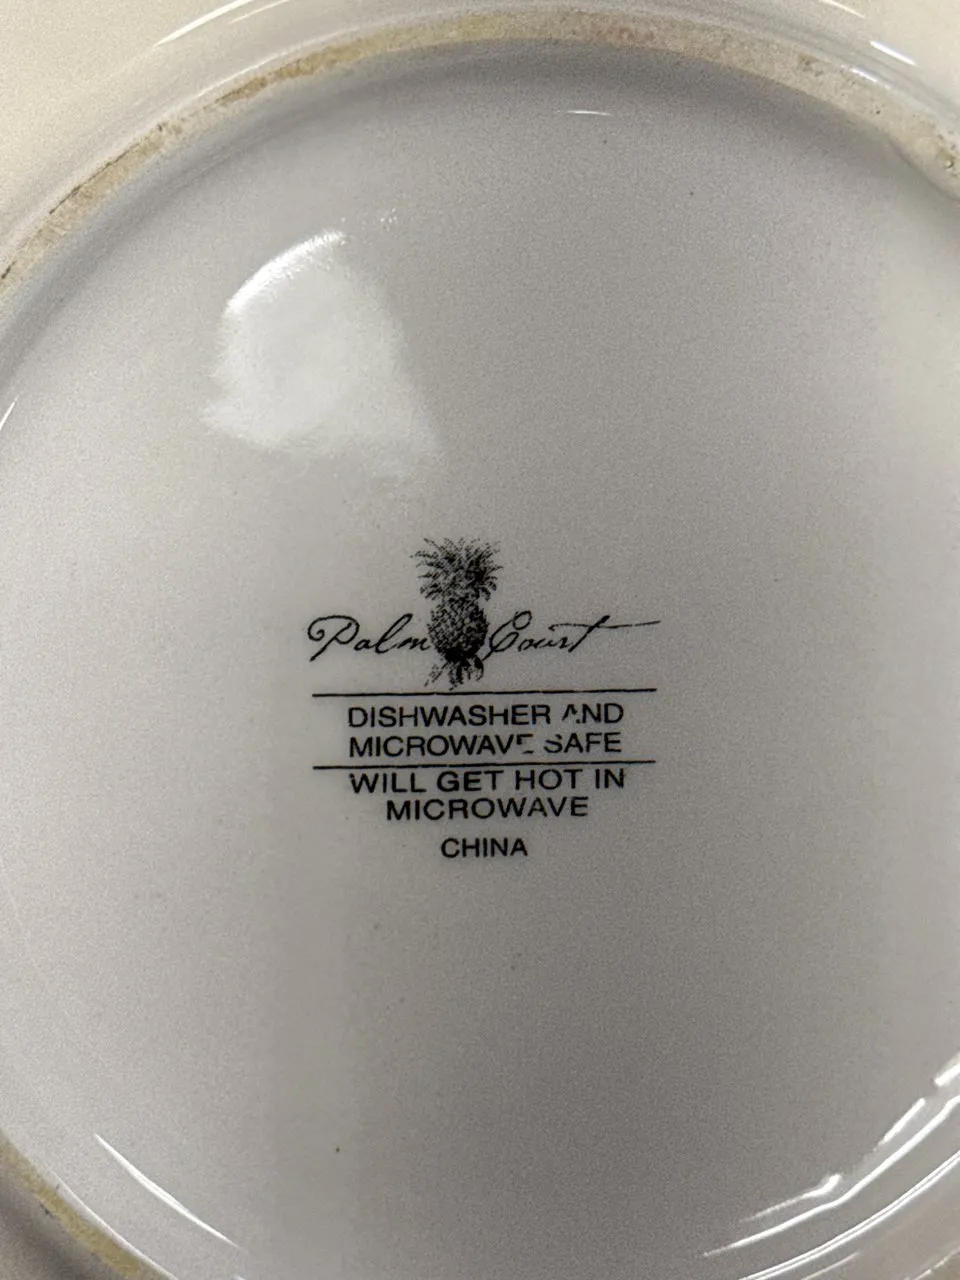 Palm Court
DISHWASHER AND
MICROWAVE SAFE
WILL GET HOT IN
MICROWAVE
CHINA